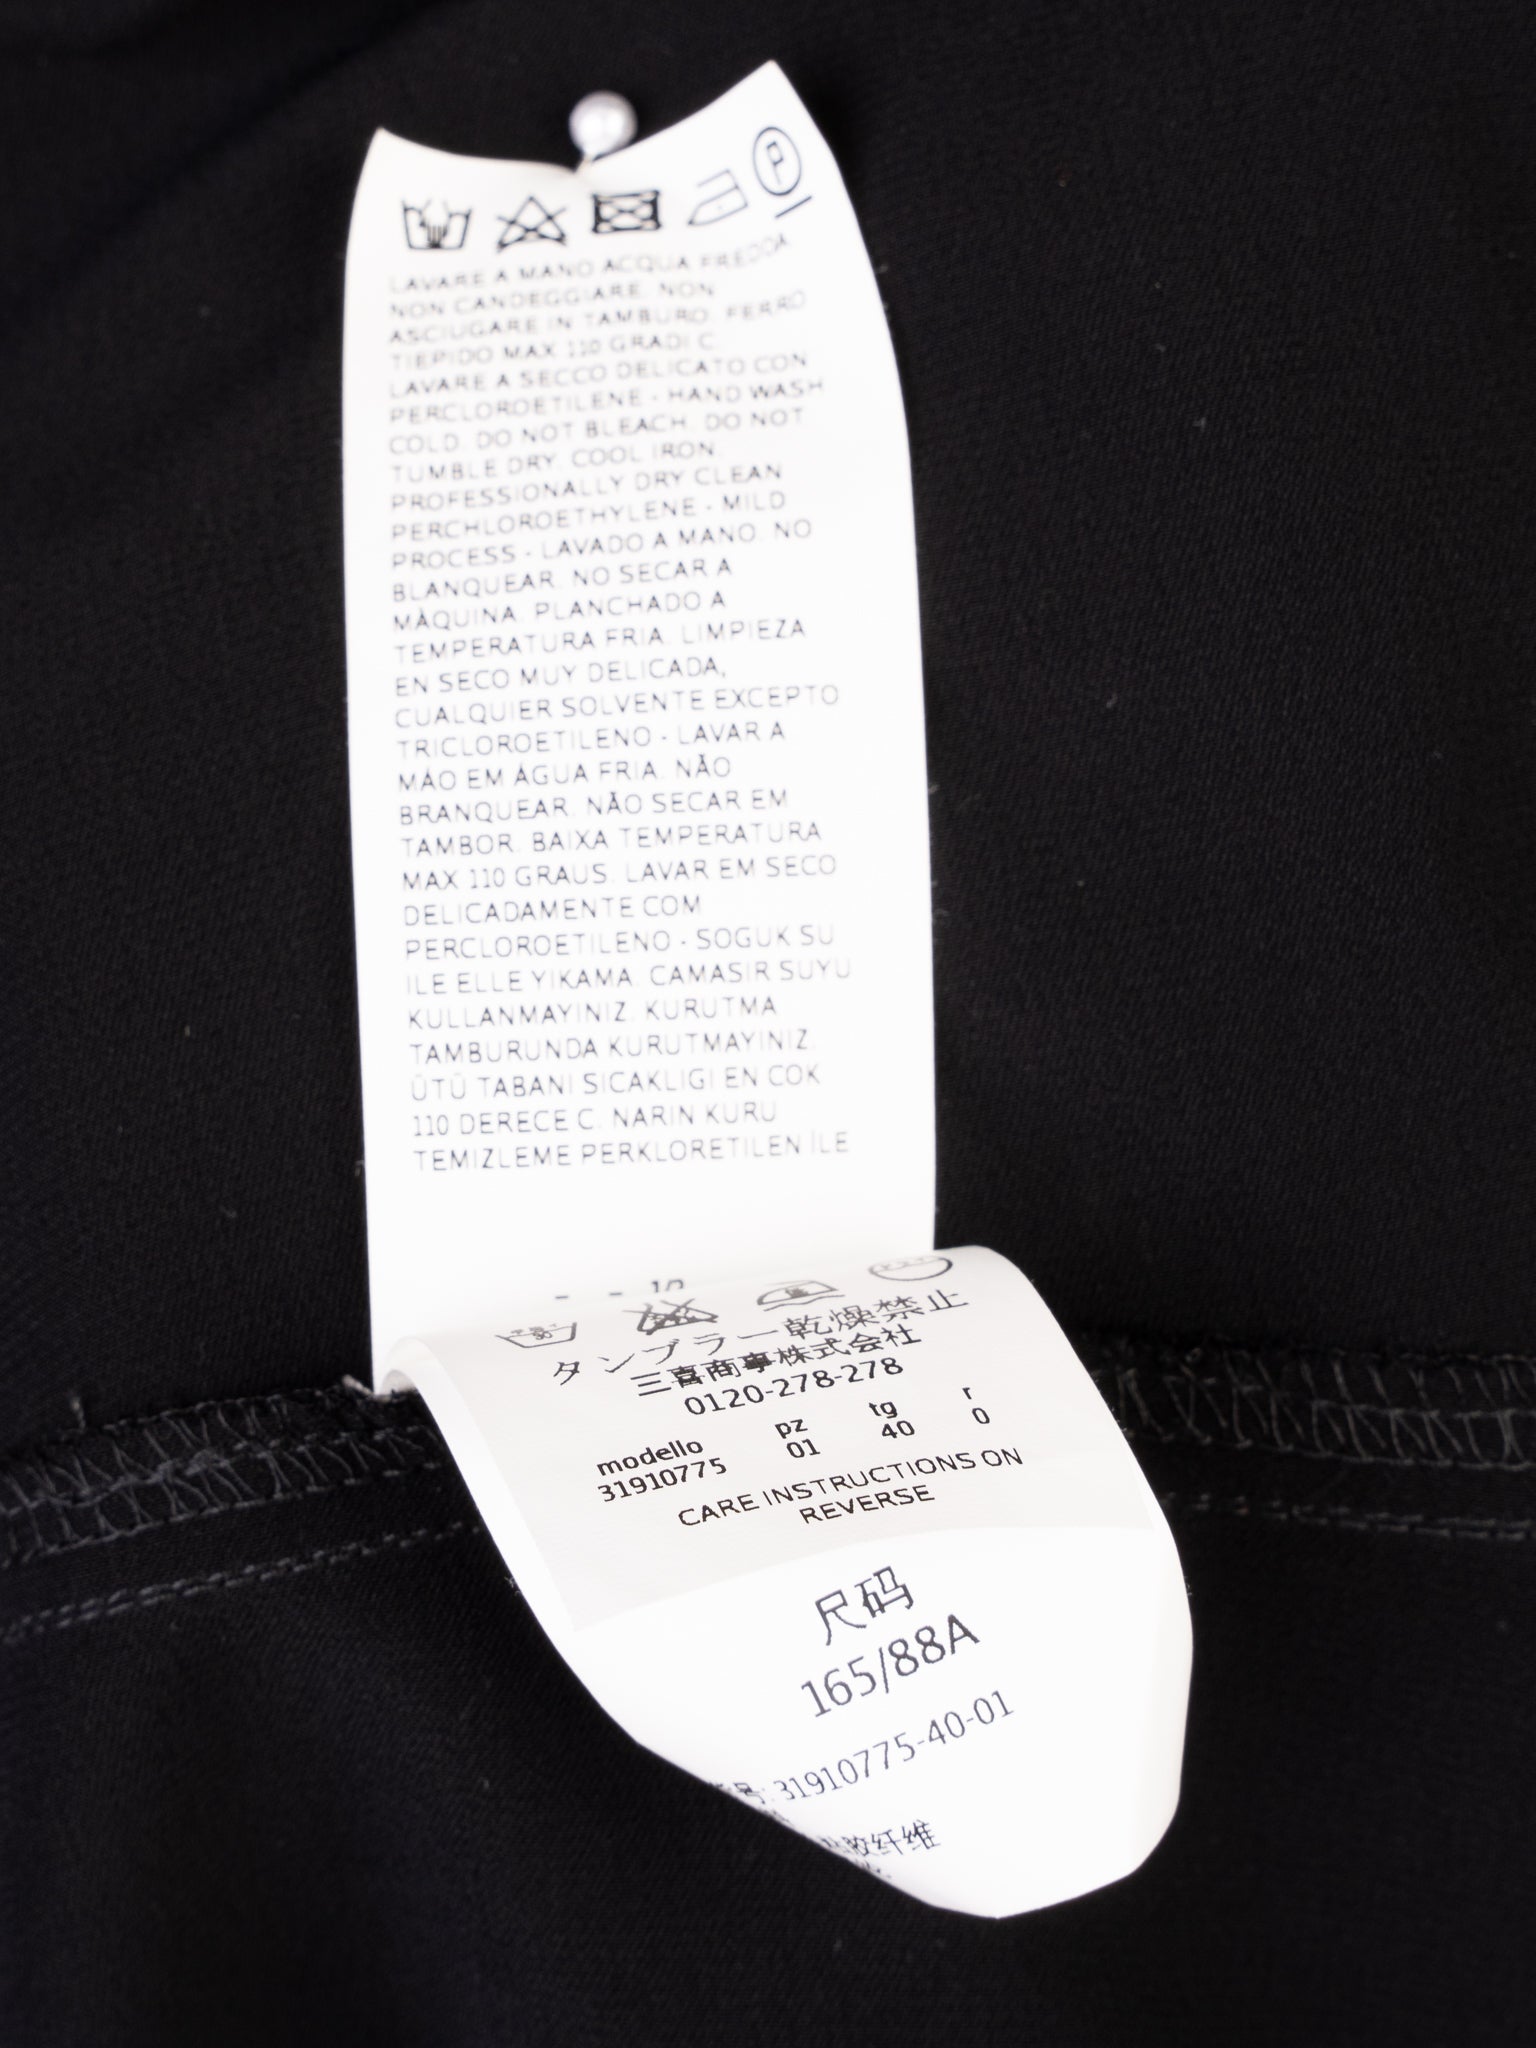 P
LAVARE A MANO ACQUA FREDDA
NON CANDEGGIARE. NON
ASCIUGARE IN TAMBURO. FERRO
TIEPIDO MAX 110 GRADI C.
LAVARE A SECCO DELICATO CON
PERCLOROETILENE - HAND WASH
COLD. DO NOT BLEACH. DO NOT
TUMBLE DRY. COOL IRON.
PROFESSIONALLY DRY CLEAN
PERCHLOROETHYLENE - MILD
PROCESS - LAVADO A MANO. NO
BLANQUEAR. NO SECAR A
MÀQUINA. PLANCHADO A
TEMPERATURA FRIA. LIMPIEZA
EN SECO MUY DELICADA,
CUALQUIER SOLVENTE EXCEPTO
TRICLOROETILENO - LAVAR A
MÁO EM ÁGUA FRIA. NÃO
BRANQUEAR. NÃO SECAR EM
TAMBOR. BAIXA TEMPERATURA
MAX 110 GRAUS. LAVAR EM SECO
DELICADAMENTE COM
PERCLOROETILENO - SOGUK SU
ILE ELLE YIKAMA. CAMASIR SUYU
KULLANMAYINIZ. KURUTMA
TAMBURUNDA KURUTMAYINIZ.
ÜTÜ TABANI SICAKLIGI EN COK
110 DERECE C. NARIN KURU
TEMIZLEME PERKLORETILEN İLE
タンブラー乾燥禁止
三喜商事株式会社
0120-278-278
modello pz tg r
31910775 01 40 0
CARE INSTRUCTIONS ON
REVERSE
尺码
165/88A
号: 31910775-40-01
胶纤维